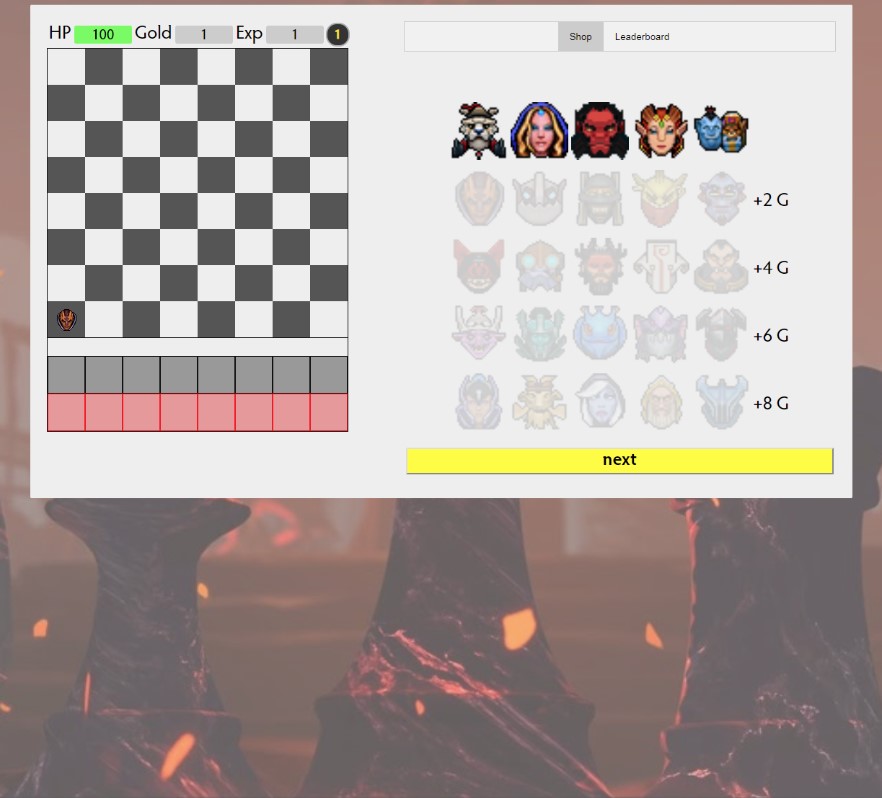 HP 100 Gold 1 Exp 1 1
Shop Leaderboard
+2 G
+4 G
+6 G
+8 G
next